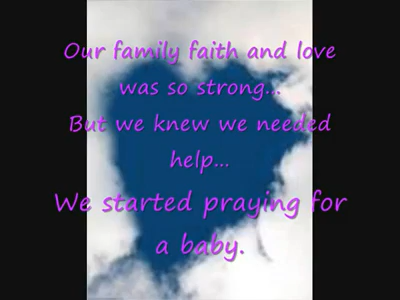 Our family faith and love
was so strong...
But we knew we needed
help...
We started praying for
a baby.